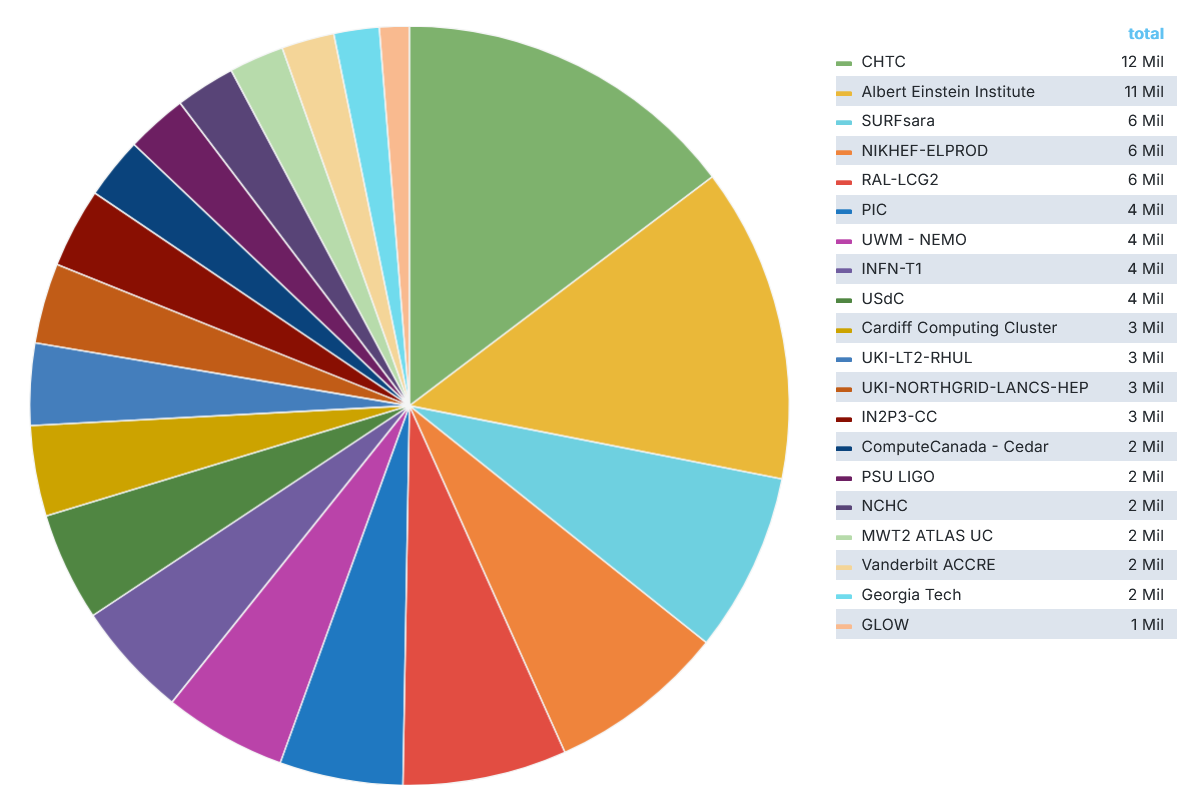 total
CHTC 12 Mil
Albert Einstein Institute 11 Mil
SURFsara 6 Mil
NIKHEF-ELPROD 6 Mil
RAL-LCG2 6 Mil
PIC 4 Mil
UWM - NEMO 4 Mil
INFN-T1 4 Mil
USdC 4 Mil
Cardiff Computing Cluster 3 Mil
UKI-LT2-RHUL 3 Mil
UKI-NORTHGRID-LANCS-HEP 3 Mil
IN2P3-CC 3 Mil
ComputeCanada - Cedar 2 Mil
PSU LIGO 2 Mil
NCHC 2 Mil
MWT2 ATLAS UC 2 Mil
Vanderbilt ACCRE 2 Mil
Georgia Tech 2 Mil
GLOW 1 Mil